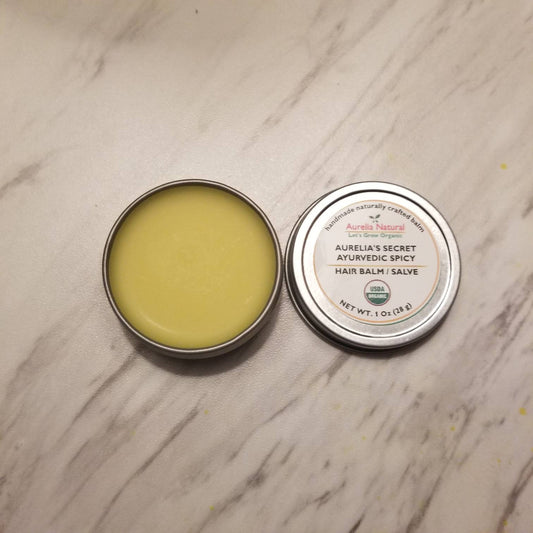 handmade naturally crafted balm
Aurelia Natural
Let's Grow Organic
AURELIA'S SECRET
AYURVEDIC SPICY
HAIR BALM / SALVE
USDA
ORGANIC
NET WT. 1 Oz (28 g)